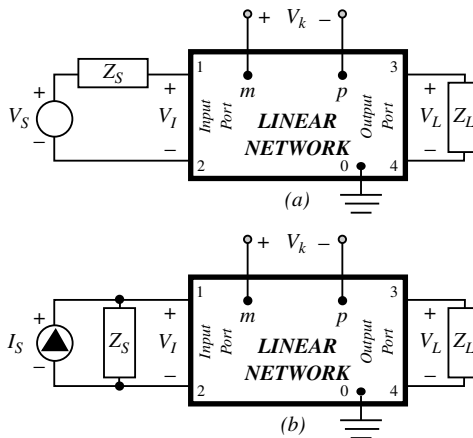 + V_k −
Z_S
1
m
p
3
+
+
+
V_S
V_I
Input Port
LINEAR
NETWORK
Output Port
V_L
Z_L
−
−
−
2
0
4
(a)
+ V_k −
1
m
p
3
+
+
+
I_S
Z_S
V_I
Input Port
LINEAR
NETWORK
Output Port
V_L
Z_L
−
−
−
2
0
4
(b)